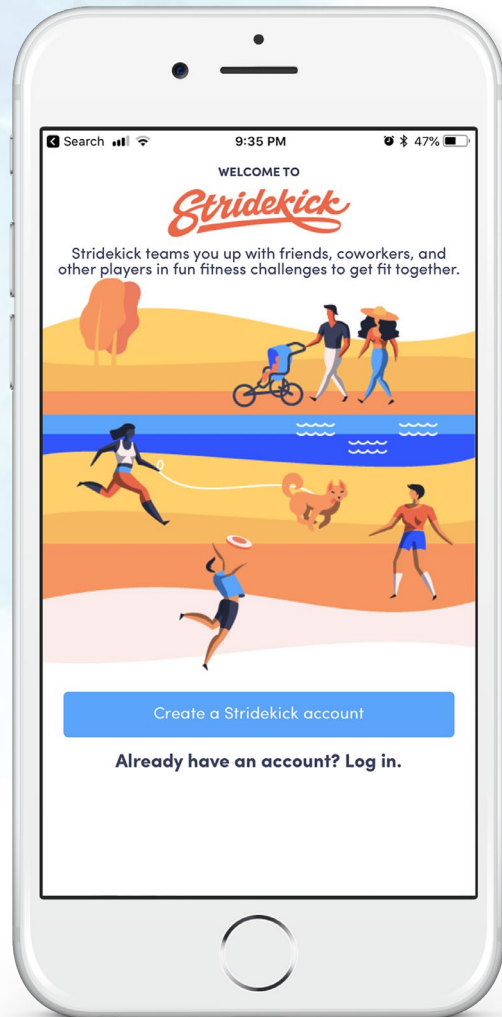 Search 9:35 PM 47%
WELCOME TO
Stridekick
Stridekick teams you up with friends, coworkers, and
other players in fun fitness challenges to get fit together.
Create a Stridekick account
Already have an account? Log in.